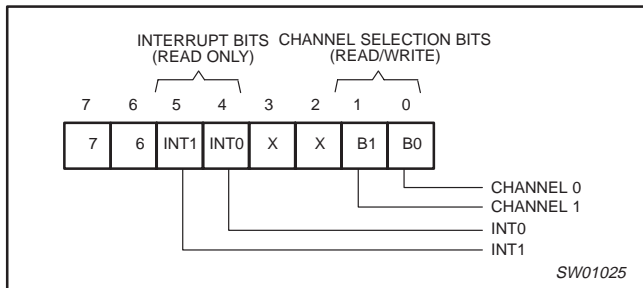 INTERRUPT BITS CHANNEL SELECTION BITS
(READ ONLY) (READ/WRITE)
7 6 5 4 3 2 1 0
7 6 INT1 INT0 X X B1 B0
CHANNEL 0
CHANNEL 1
INT0
INT1
SW01025